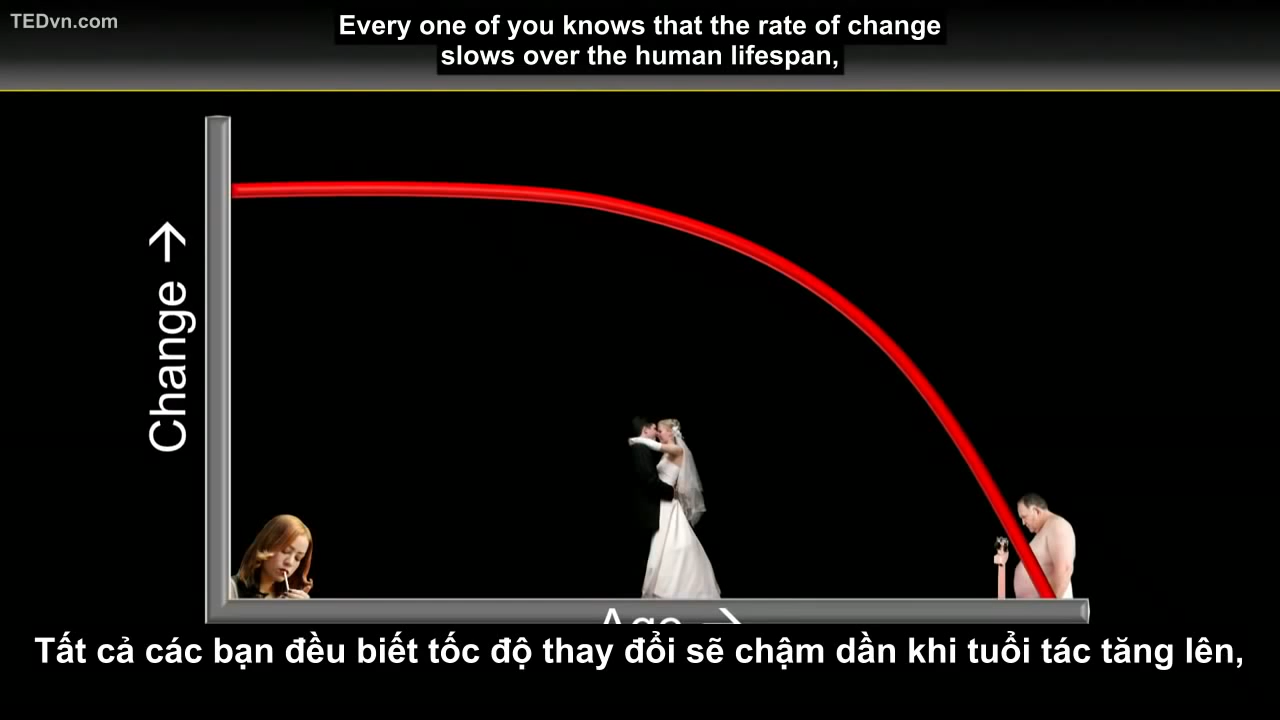 TEDvn.com
Every one of you knows that the rate of change
slows over the human lifespan,
Change →
Age →
Tất cả các bạn đều biết tốc độ thay đổi sẽ chậm dần khi tuổi tác tăng lên,